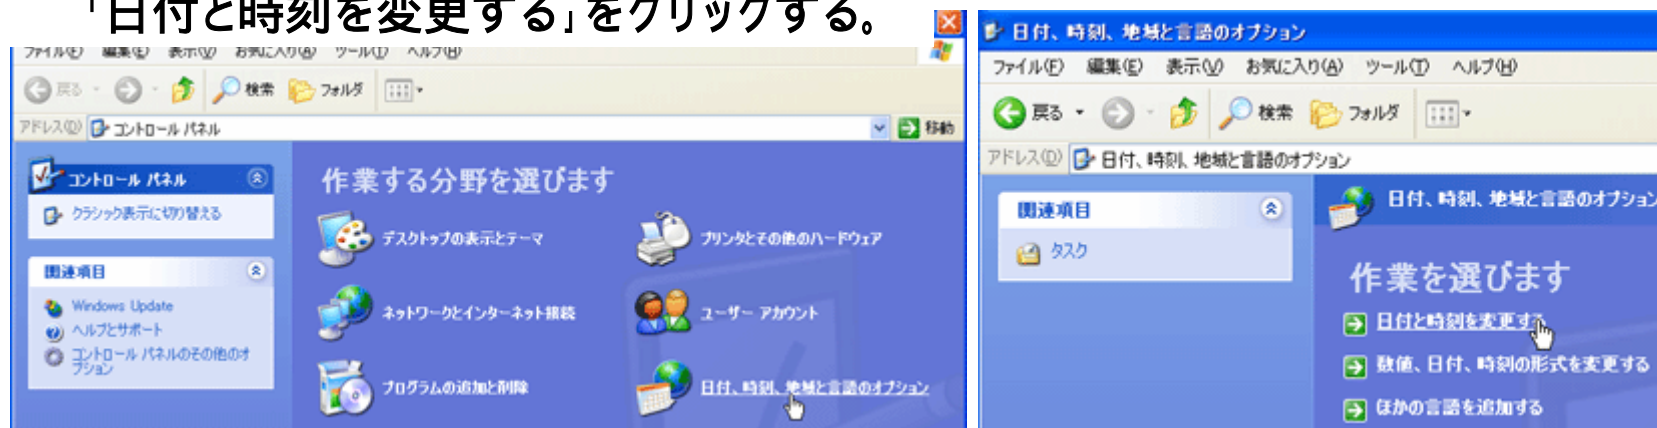 「日付と時刻を変更する」をクリックする。
ファイル(F) 編集(E) 表示(V) お気に入り(A) ツール(T) ヘルプ(H)
戻る 検索 フォルダ
アドレス(D) コントロール パネル 移動
コントロール パネル
クラシック表示に切り替える
関連項目
Windows Update
ヘルプとサポート
コントロール パネルのその他のオ
プション
作業する分野を選びます
デスクトップの表示とテーマ
プリンタとその他のハードウェア
ネットワークとインターネット接続
ユーザー アカウント
プログラムの追加と削除
日付、時刻、地域と言語のオプション
日付、時刻、地域と言語のオプション
ファイル(F) 編集(E) 表示(V) お気に入り(A) ツール(T) ヘルプ(H)
戻る 検索 フォルダ
アドレス(D) 日付、時刻、地域と言語のオプション
関連項目
タスク
日付、時刻、地域と言語のオプション
作業を選びます
日付と時刻を変更する
数値、日付、時刻の形式を変更する
ほかの言語を追加する